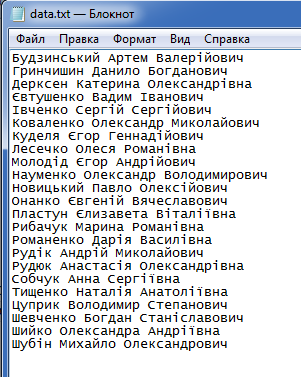 data.txt — Блокнот
Файл Правка Формат Вид Справка
Будзинський Артем Валерійович
Гринчишин Данило Богданович
Дерксен Катерина Олександрівна
Євтушенко Вадим Іванович
Івченко Сергій Сергійович
Коваленко Олександр Миколайович
Куделя Єгор Геннадійович
Лесечко Олеся Романівна
Молодід Єгор Андрійович
Науменко Олександр Володимирович
Новицький Павло Олексійович
Онанко Євгеній Вячеславович
Пластун Єлизавета Віталіївна
Рибачук Марина Романівна
Романенко Дарія Василівна
Рудік Андрій Миколайович
Рудюк Анастасія Олександрівна
Собчук Анна Сергіївна
Тищенко Наталія Анатоліївна
Цуприк Володимир Степанович
Шевченко Богдан Станіславович
Шийко Олександра Андріївна
Шубін Михайло Олександрович